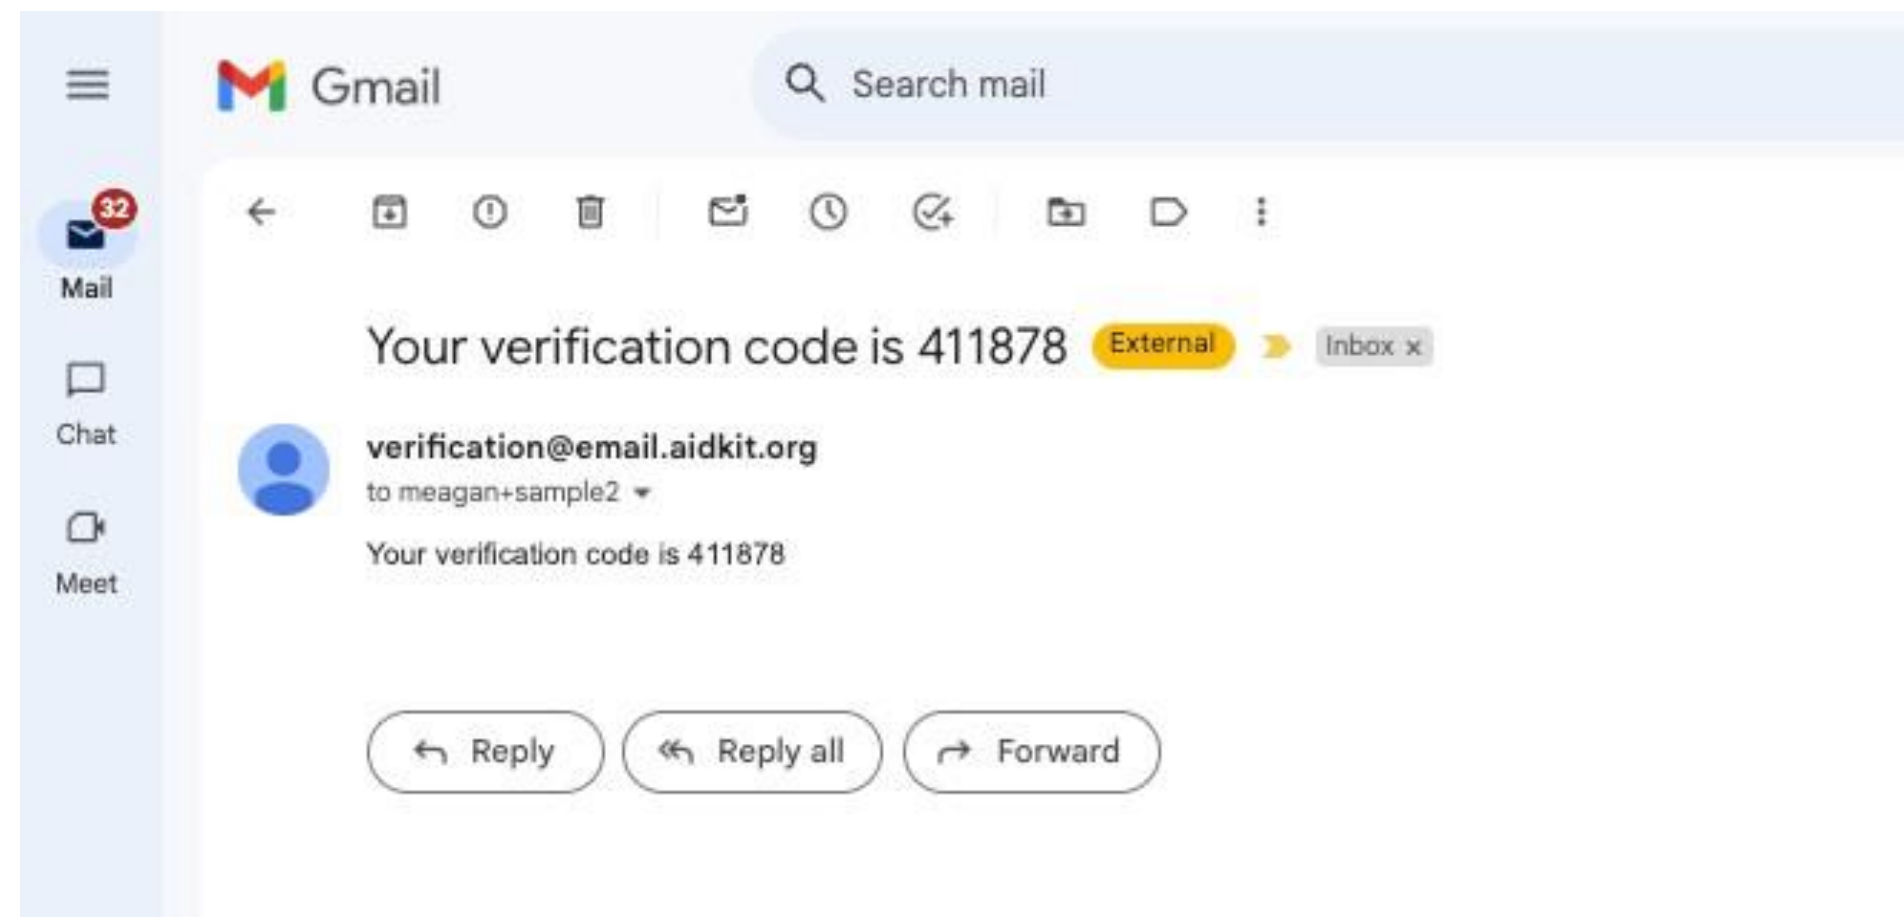 Gmail
Search mail
32
Mail
Chat
Meet
Your verification code is 411878 External Inbox x
verification@email.aidkit.org
to meagan+sample2
Your verification code is 411878
Reply Reply all Forward